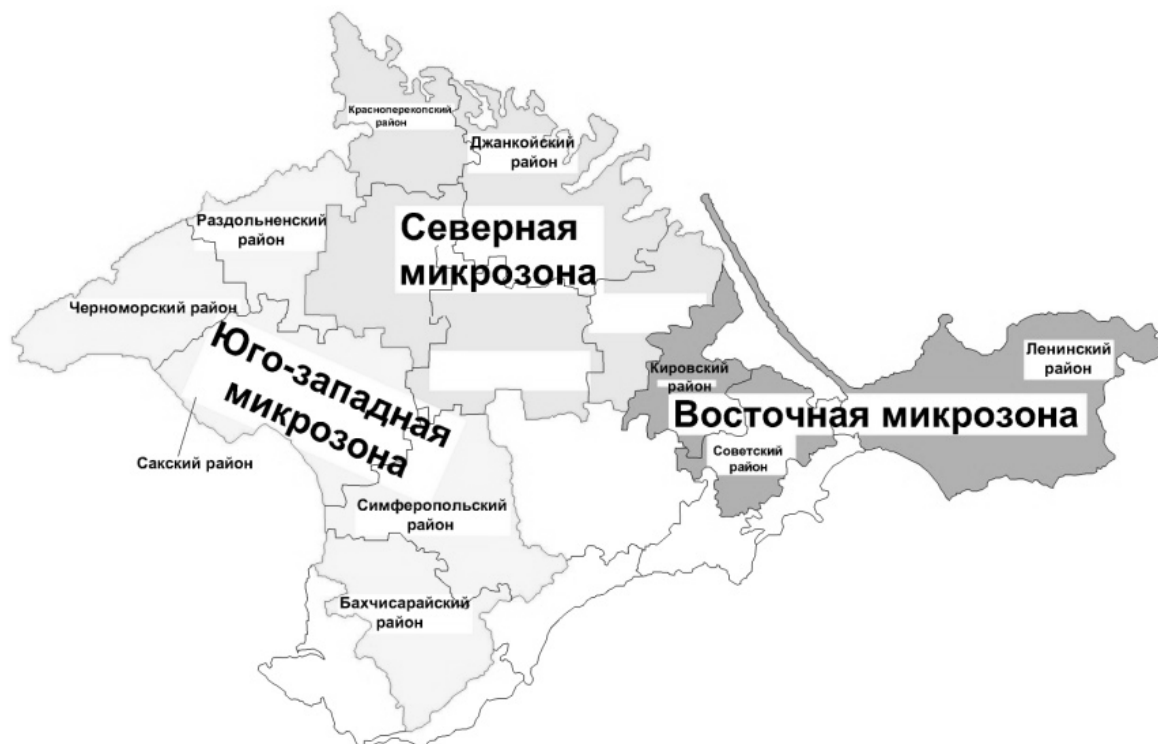 Красноперекопский
район
Джанкойский
район
Раздольненский
район
Северная
микрозона
Черноморский район
Юго-западная
микрозона
Ленинский
район
Кировский
район
Восточная микрозона
Советский
район
Сакский район
Симферопольский
район
Бахчисарайский
район